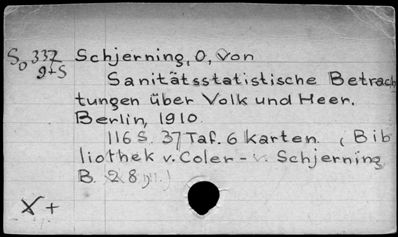 So 337 Schjerning, O, von
9+S
Sanitätsstatistische Betrach
tungen über Volk und Heer.
Berlin, 1910.
116 S. 37 Taf. 6 Karten. (Bib
liothek v. Coler - v. Schjerning
B. 28)
X +